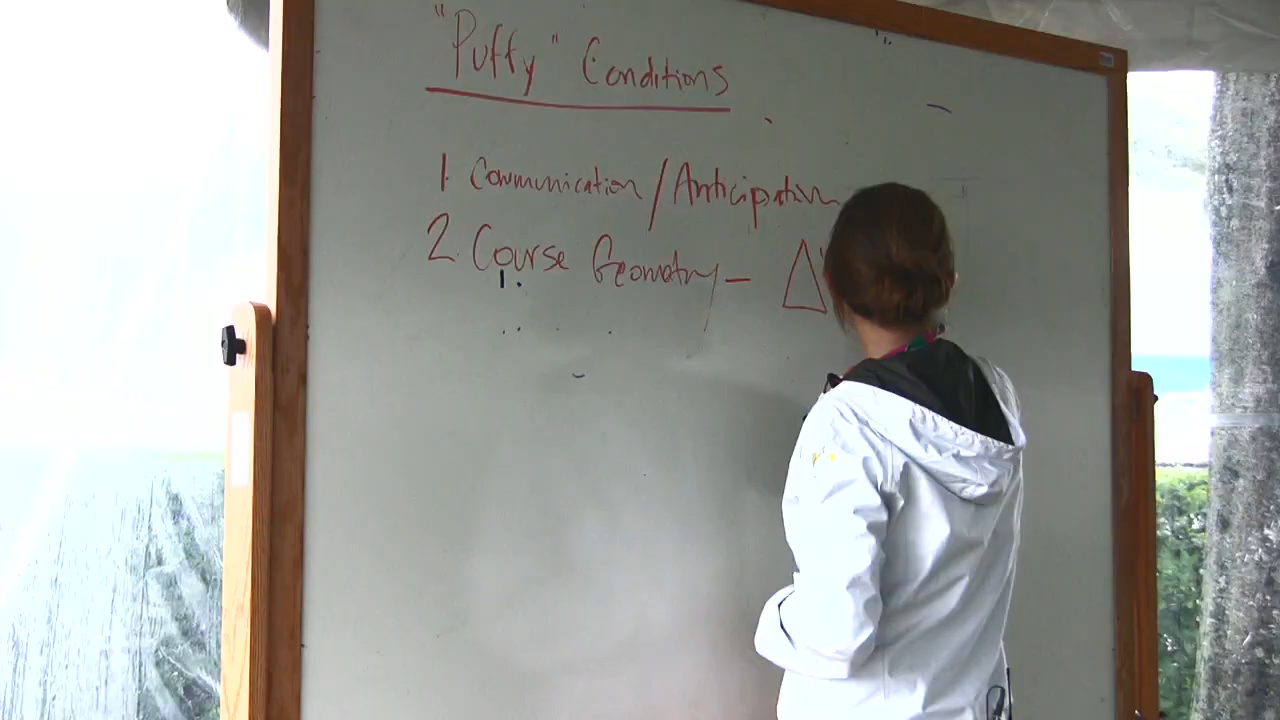 "Puffy" Conditions
1. Communication / Anticipation
2. Course Geometry - Δ